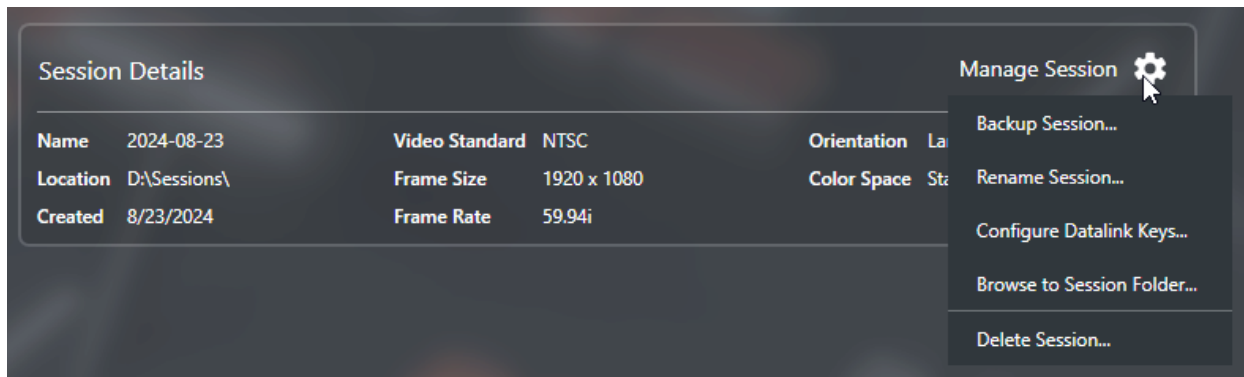 Session Details
Manage Session
Name 2024-08-23 Video Standard NTSC Orientation
Location D:\Sessions\ Frame Size 1920 x 1080 Color Space
Created 8/23/2024 Frame Rate 59.94i
Backup Session...
Rename Session...
Configure Datalink Keys...
Browse to Session Folder...
Delete Session...